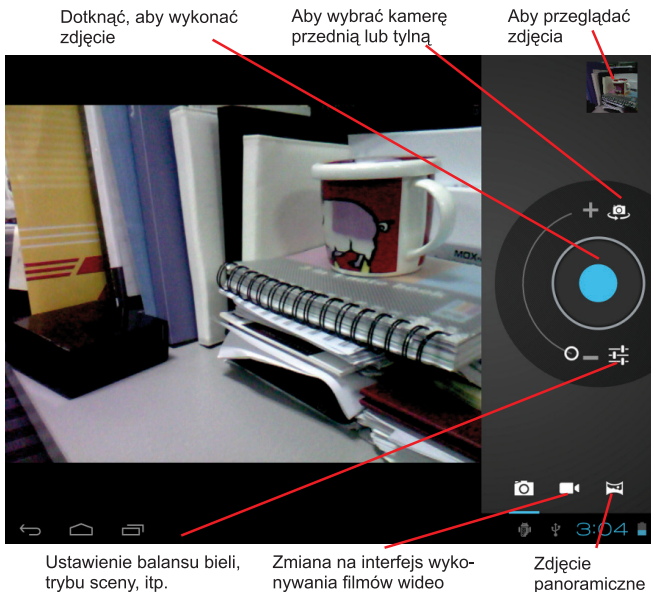 Dotknąć, aby wykonać
zdjęcie
Aby wybrać kamerę
przednią lub tylną
Aby przeglądać
zdjęcia
MOX
3:04
Ustawienie balansu bieli,
trybu sceny, itp.
Zmiana na interfejs wyko-
nywania filmów wideo
Zdjęcie
panoramiczne